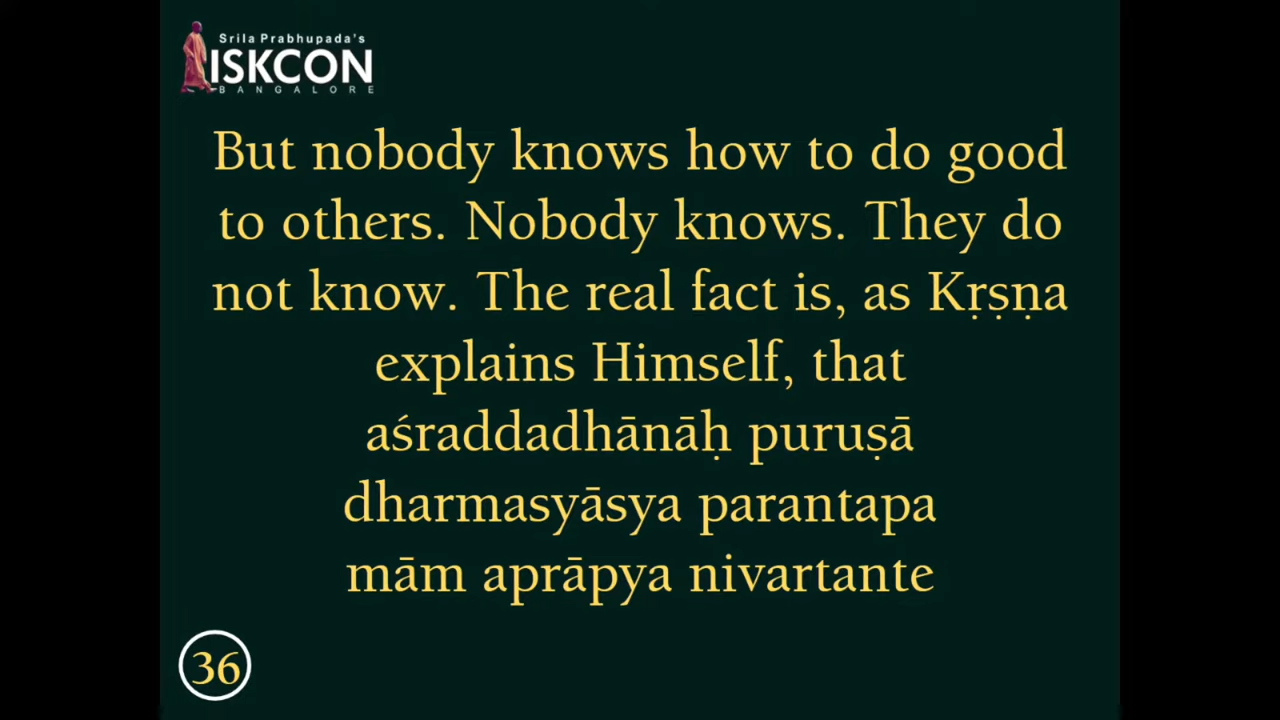 Srila Prabhupada's
ISKCON
BANGALORE
But nobody knows how to do good
to others. Nobody knows. They do
not know. The real fact is, as Kṛṣṇa
explains Himself, that
aśraddadhānāḥ puruṣā
dharmasyāsya parantapa
mām aprāpya nivartante
36